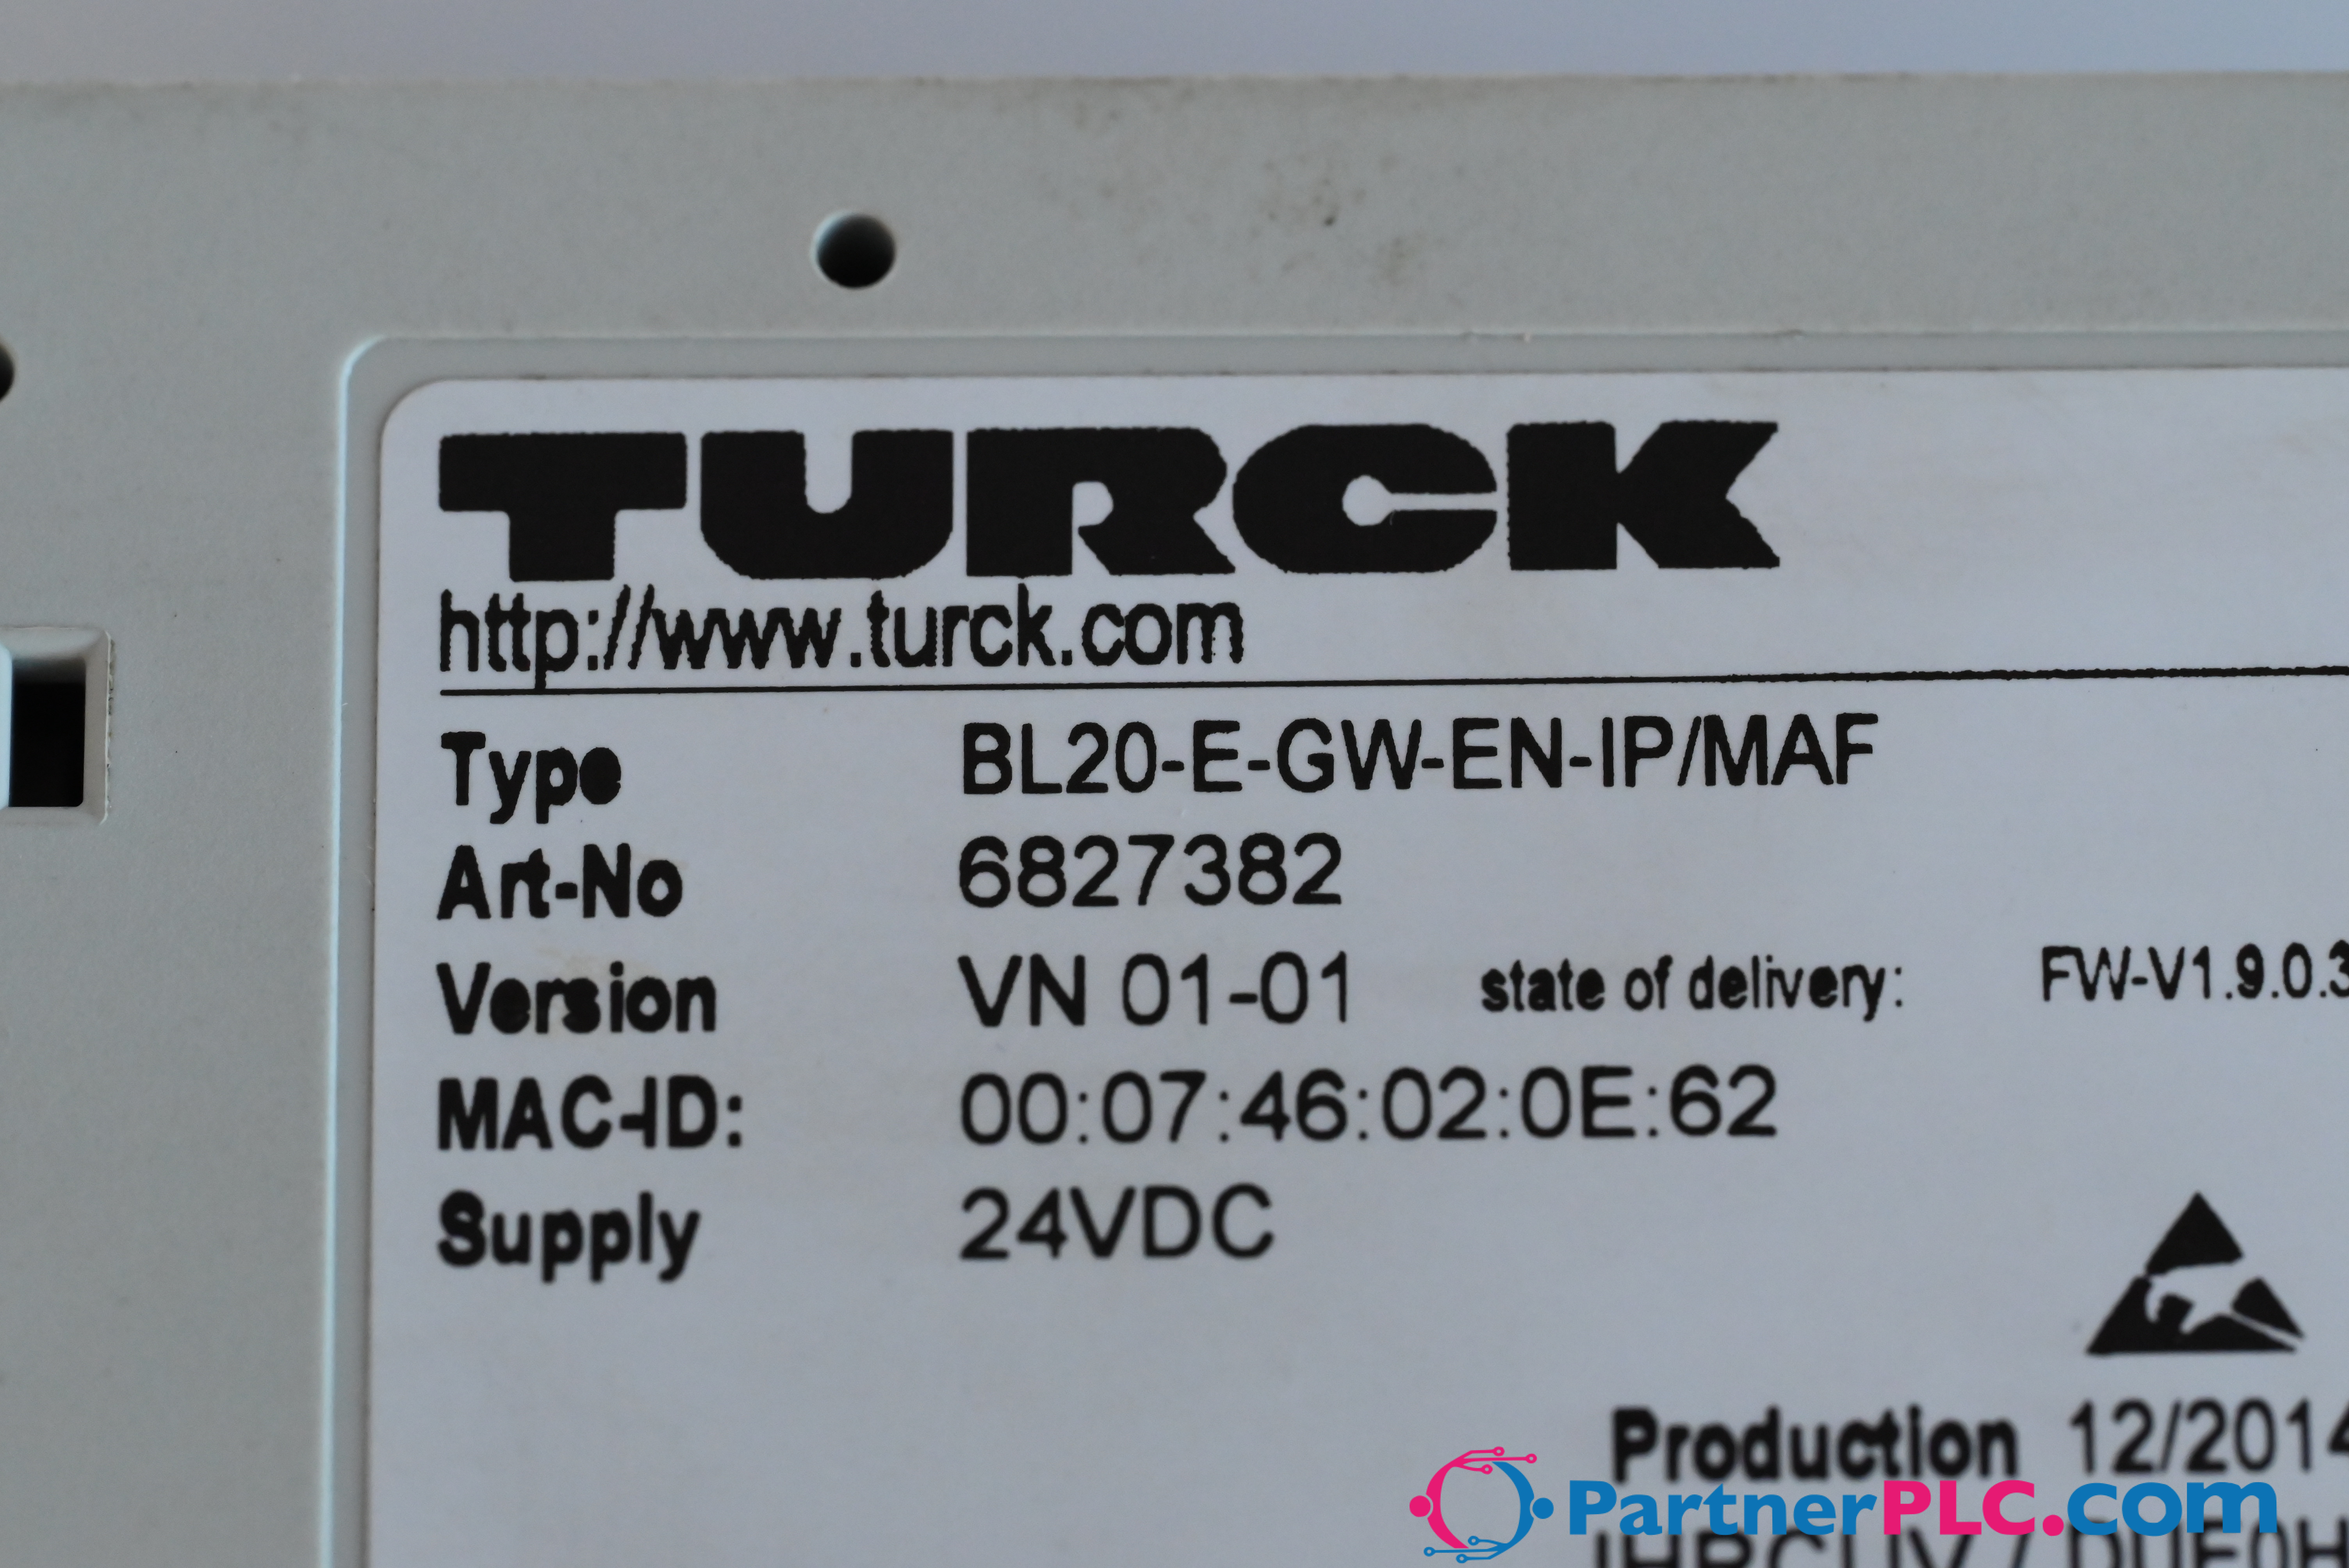 TURCK
http://www.turck.com
Type BL20-E-GW-EN-IP/MAF
Art-No 6827382
Version VN 01-01 state of delivery: FW-V1.9.0.3
MAC-ID: 00:07:46:02:0E:62
Supply 24VDC
Production 12/2014
PartnerPLC.com